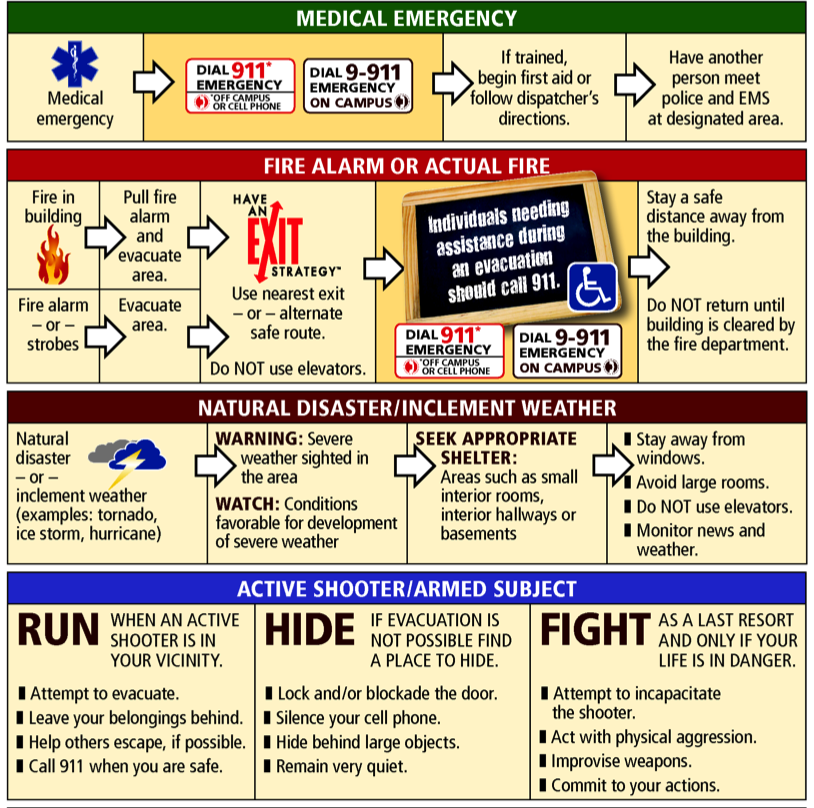 MEDICAL EMERGENCY
Medical
emergency
DIAL 911*
EMERGENCY
*OFF CAMPUS
OR CELL PHONE
DIAL 9-911
EMERGENCY
ON CAMPUS
If trained,
begin first aid or
follow dispatcher's
directions.
Have another
person meet
police and EMS
at designated area.
FIRE ALARM OR ACTUAL FIRE
Fire in
building
Pull fire
alarm
and
evacuate
area.
Fire alarm
– or –
strobes
Evacuate
area.
HAVE
AN
EXIT
STRATEGY™
Use nearest exit
– or – alternate
safe route.
Do NOT use elevators.
Individuals needing
assistance during
an evacuation
should call 911.
DIAL 911*
EMERGENCY
*OFF CAMPUS
OR CELL PHONE
DIAL 9-911
EMERGENCY
ON CAMPUS
Stay a safe
distance away from
the building.
Do NOT return until
building is cleared by
the fire department.
NATURAL DISASTER/INCLEMENT WEATHER
Natural
disaster
– or –
inclement weather
(examples: tornado,
ice storm, hurricane)
WARNING: Severe
weather sighted in
the area
WATCH: Conditions
favorable for development
of severe weather
SEEK APPROPRIATE
SHELTER:
Areas such as small
interior rooms,
interior hallways or
basements
▮ Stay away from
windows.
▮ Avoid large rooms.
▮ Do NOT use elevators.
▮ Monitor news and
weather.
ACTIVE SHOOTER/ARMED SUBJECT
RUN
WHEN AN ACTIVE
SHOOTER IS IN
YOUR VICINITY.
▮ Attempt to evacuate.
▮ Leave your belongings behind.
▮ Help others escape, if possible.
▮ Call 911 when you are safe.
HIDE
IF EVACUATION IS
NOT POSSIBLE FIND
A PLACE TO HIDE.
▮ Lock and/or blockade the door.
▮ Silence your cell phone.
▮ Hide behind large objects.
▮ Remain very quiet.
FIGHT
AS A LAST RESORT
AND ONLY IF YOUR
LIFE IS IN DANGER.
▮ Attempt to incapacitate
the shooter.
▮ Act with physical aggression.
▮ Improvise weapons.
▮ Commit to your actions.